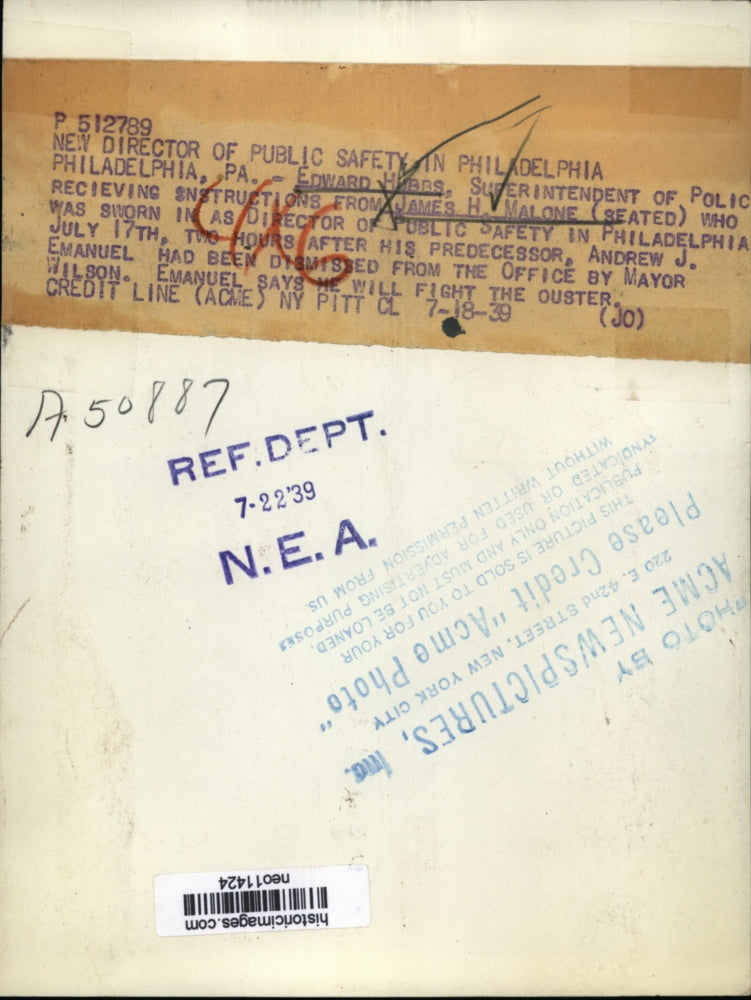 P 512789
NEW DIRECTOR OF PUBLIC SAFETY IN PHILADELPHIA
PHILADELPHIA, PA. - EDWARD HUBBS, SUPERINTENDENT OF POLIC
RECIEVING SNSTRUCTIONS FROM JAMES H. MALONE (SEATED) WHO
WAS SWORN IN AS DIRECTOR OF PUBLIC SAFETY IN PHILADELPHIA
JULY 17TH, TWO HOURS AFTER HIS PREDECESSOR, ANDREW J.
EMANUEL HAD BEEN DISMISSED FROM THE OFFICE BY MAYOR
WILSON. EMANUEL SAYS HE WILL FIGHT THE OUSTER.
CREDIT LINE (ACME) NY PITT CL 7-18-39 (JO)
A 50887
REF. DEPT.
7-22'39
N.E.A.
PHOTO BY
ACME NEWSPICTURES, Inc.
220 E. 42nd STREET, NEW YORK CITY
Please Credit "Acme Photo"
THIS PICTURE IS SOLD TO YOU FOR YOUR
PUBLICATION ONLY AND MUST NOT BE LOANED,
SYNDICATED OR USED FOR ADVERTISING PURPOSES
WITHOUT WRITTEN PERMISSION FROM US.
historicimages.com
neo11424